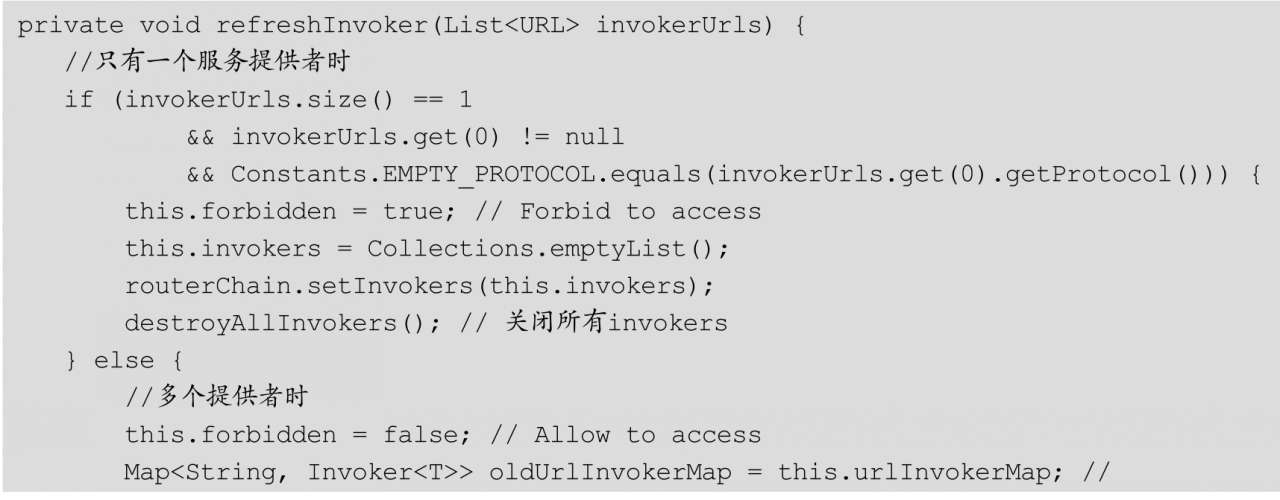 private void refreshInvoker(List<URL> invokerUrls) {
//只有一个服务提供者时
if (invokerUrls.size() == 1
&& invokerUrls.get(0) != null
&& Constants.EMPTY_PROTOCOL.equals(invokerUrls.get(0).getProtocol())) {
this.forbidden = true; // Forbid to access
this.invokers = Collections.emptyList();
routerChain.setInvokers(this.invokers);
destroyAllInvokers(); // 关闭所有invokers
} else {
//多个提供者时
this.forbidden = false; // Allow to access
Map<String, Invoker<T>> oldUrlInvokerMap = this.urlInvokerMap; //